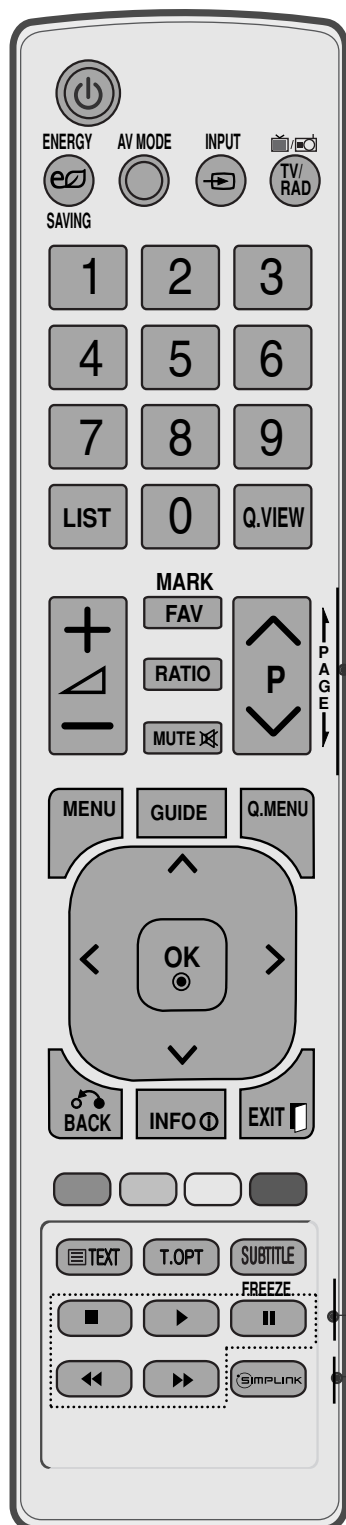 ENERGY AV MODE INPUT
TV/
RAD
SAVING
1 2 3
4 5 6
7 8 9
LIST 0 Q.VIEW
MARK
FAV
RATIO
MUTE
P
PAGE
MENU GUIDE Q.MENU
OK
BACK INFO EXIT
TEXT T.OPT SUBTITLE
FREEZE
SIMPLINK